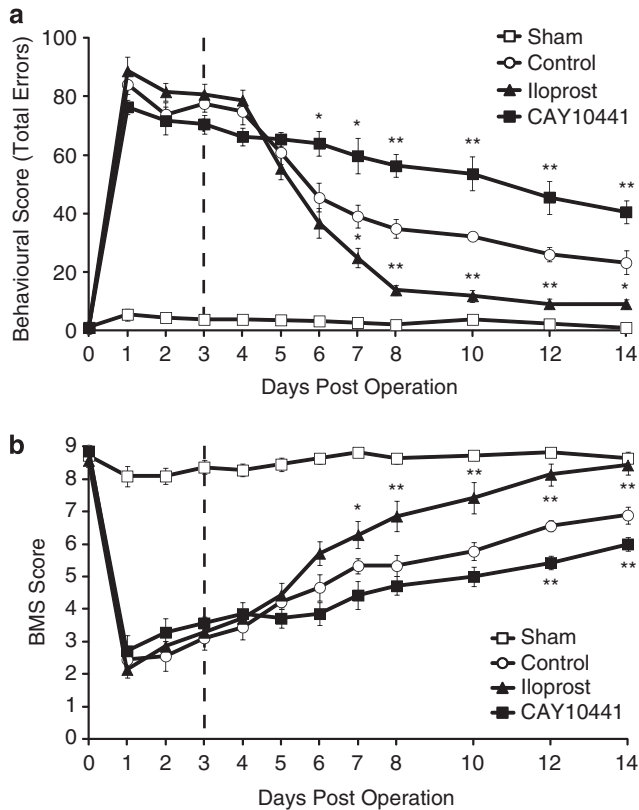 a
Behavioural Score (Total Errors)
100
80
60
40
20
0
Sham
Control
Iloprost
CAY10441
* * ** ** ** **
* ** ** ** *
0 1 2 3 4 5 6 7 8 10 12 14
Days Post Operation
b
BMS Score
9
8
7
6
5
4
3
2
1
0
* ** ** ** **
** **
Sham
Control
Iloprost
CAY10441
0 1 2 3 4 5 6 7 8 10 12 14
Days Post Operation